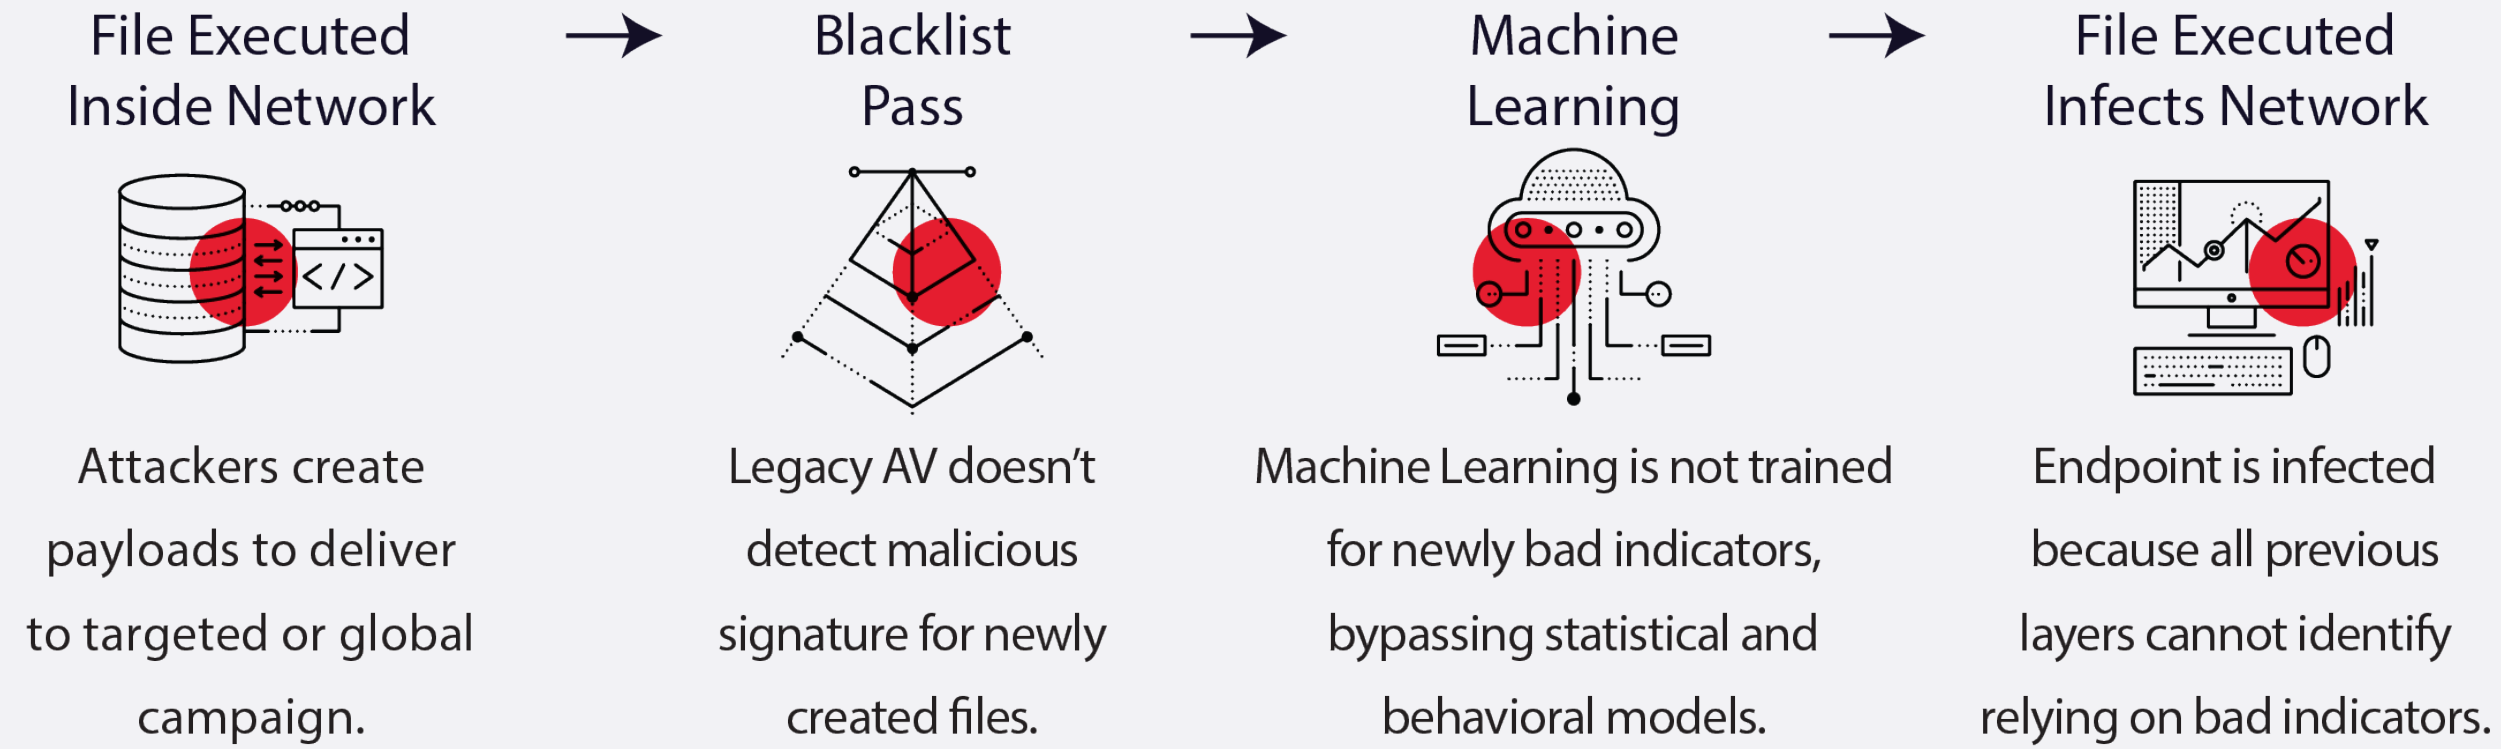 File Executed
Inside Network
Blacklist
Pass
Machine
Learning
File Executed
Infects Network
</>
Attackers create
payloads to deliver
to targeted or global
campaign.
Legacy AV doesn’t
detect malicious
signature for newly
created files.
Machine Learning is not trained
for newly bad indicators,
bypassing statistical and
behavioral models.
Endpoint is infected
because all previous
layers cannot identify
relying on bad indicators.